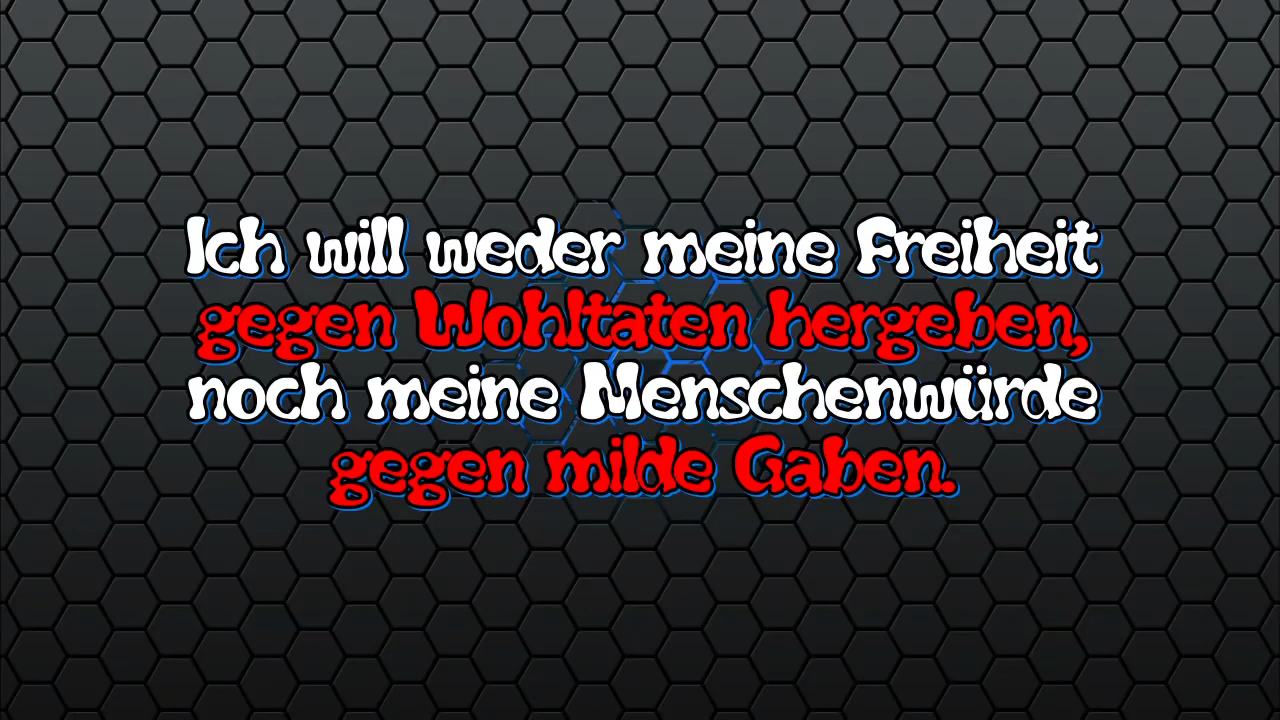 Ich will weder meine Freiheit
gegen Wohltaten hergeben,
noch meine Menschenwürde
gegen milde Gaben.